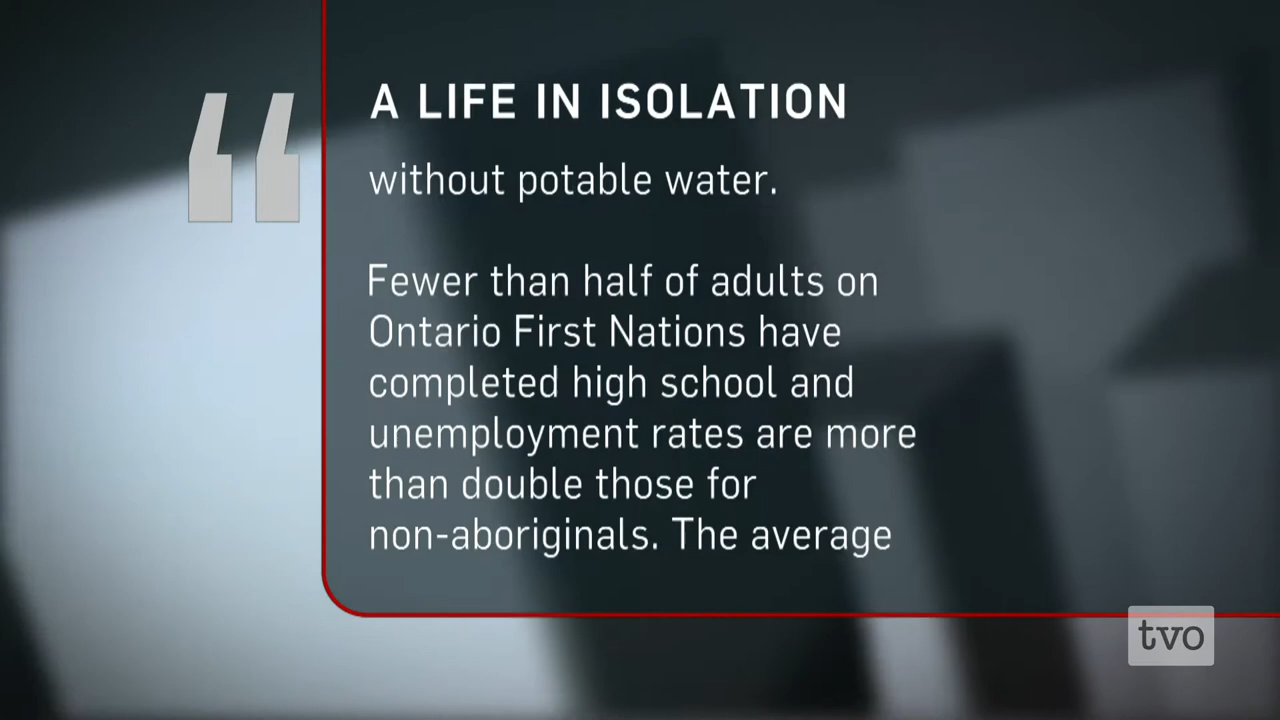 “
A LIFE IN ISOLATION
without potable water.
Fewer than half of adults on
Ontario First Nations have
completed high school and
unemployment rates are more
than double those for
non-aboriginals. The average
tvo